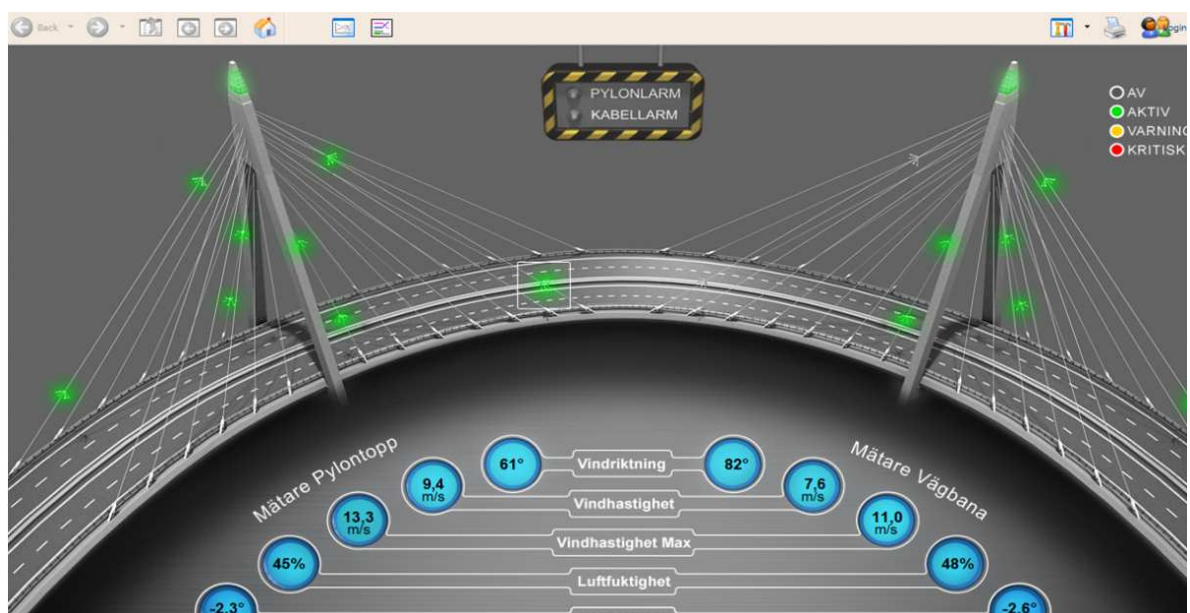 Back
Login
PYLONLARM
KABELLARM
AV
AKTIV
VARNING
KRITISK
Mätare Pylontopp
Mätare Vägbana
61° Vindriktning 82°
9,4 m/s Vindhastighet 7,6 m/s
13,3 m/s Vindhastighet Max 11,0 m/s
45% Luftfuktighet 48%
-2,3° -2,6°